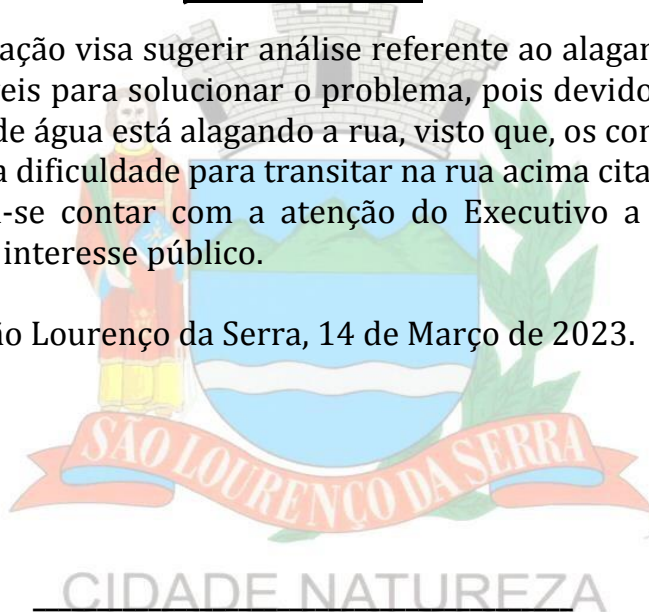 ação visa sugerir análise referente ao alagan
eis para solucionar o problema, pois devido
de água está alagando a rua, visto que, os con
a dificuldade para transitar na rua acima cita
-se contar com a atenção do Executivo a
interesse público.
o Lourenço da Serra, 14 de Março de 2023.
SÃO LOURENÇO DA SERRA
CIDADE NATUREZA